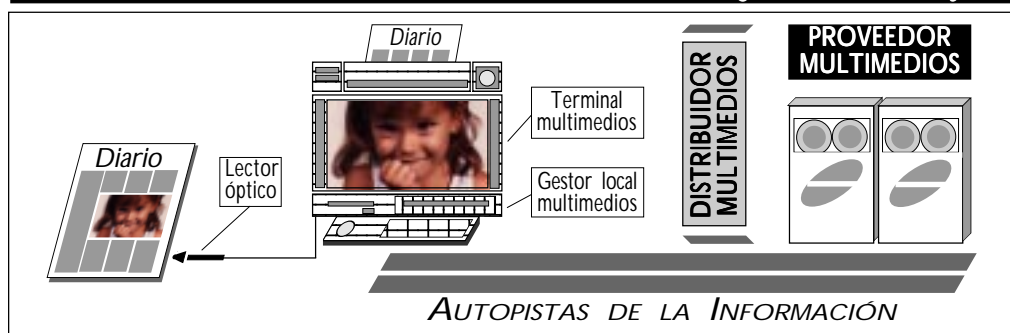 Diario
Terminal
multimedios
Gestor local
multimedios
Diario
Lector
óptico
DISTRIBUIDOR
MULTIMEDIOS
PROVEEDOR
MULTIMEDIOS
AUTOPISTAS DE LA INFORMACIÓN